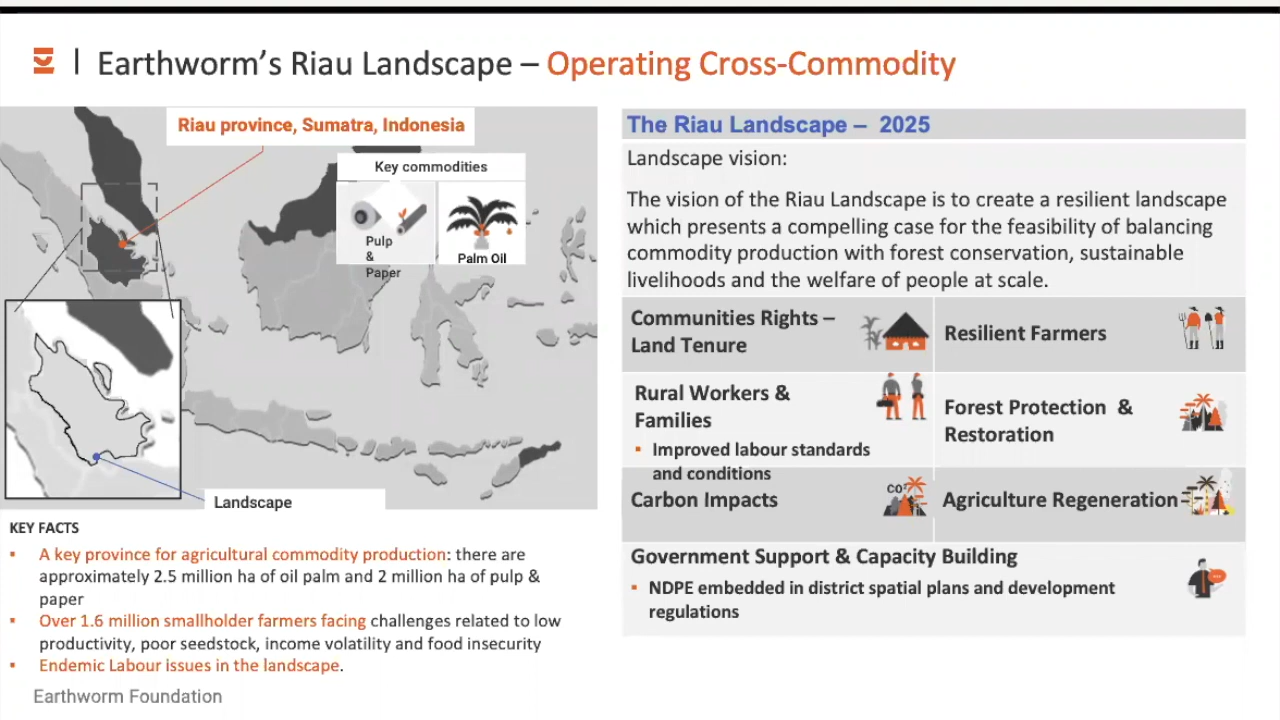 Earthworm's Riau Landscape – Operating Cross-Commodity
Riau province, Sumatra, Indonesia
Key commodities
Pulp
&
Paper
Palm Oil
Landscape
KEY FACTS
▪ A key province for agricultural commodity production: there are
approximately 2.5 million ha of oil palm and 2 million ha of pulp &
paper
▪ Over 1.6 million smallholder farmers facing challenges related to low
productivity, poor seedstock, income volatility and food insecurity
▪ Endemic Labour issues in the landscape.
Earthworm Foundation
The Riau Landscape – 2025
Landscape vision:
The vision of the Riau Landscape is to create a resilient landscape
which presents a compelling case for the feasibility of balancing
commodity production with forest conservation, sustainable
livelihoods and the welfare of people at scale.
Communities Rights –
Land Tenure
Resilient Farmers
Rural Workers &
Families
▪ Improved labour standards
and conditions
Forest Protection &
Restoration
Carbon Impacts
CO²
Agriculture Regeneration
Government Support & Capacity Building
▪ NDPE embedded in district spatial plans and development
regulations